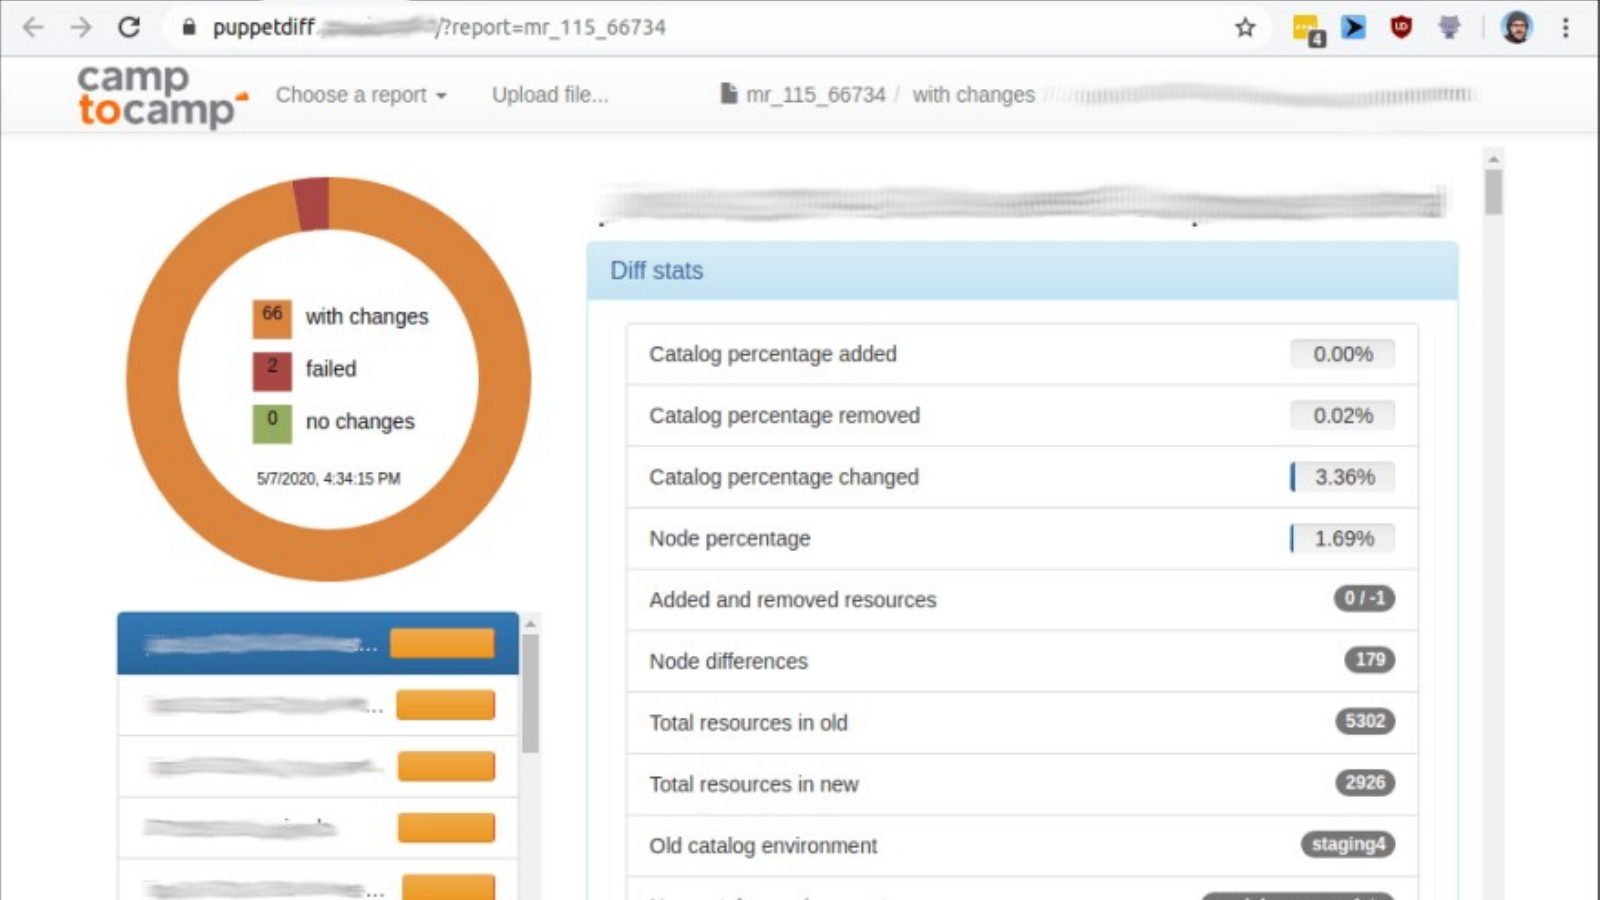 puppetdiff. /?report=mr_115_66734
4
camp
tocamp
Choose a report
Upload file...
mr_115_66734 / with changes
66 with changes
2 failed
0 no changes
5/7/2020, 4:34:15 PM
Diff stats
Catalog percentage added 0.00%
Catalog percentage removed 0.02%
Catalog percentage changed 3.36%
Node percentage 1.69%
Added and removed resources 0 / -1
Node differences 179
Total resources in old 5302
Total resources in new 2926
Old catalog environment staging4